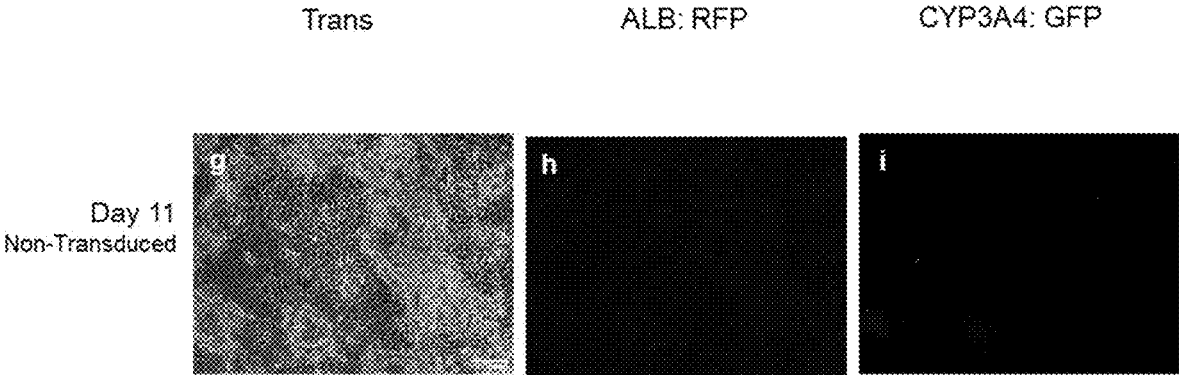 Trans ALB: RFP CYP3A4: GFP
g h i
Day 11
Non-Transduced